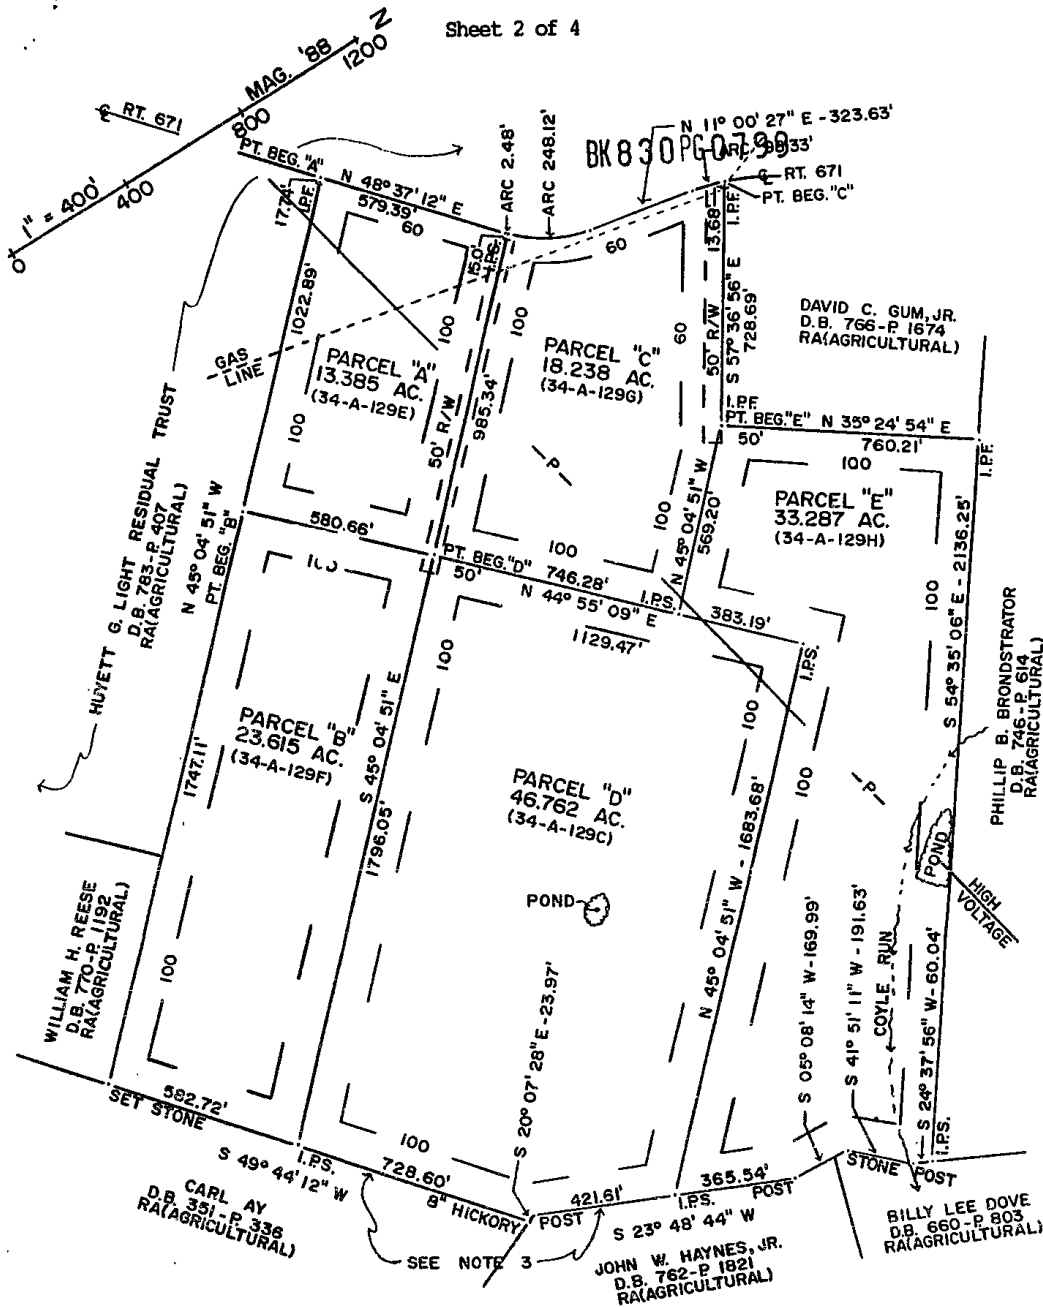 Sheet 2 of 4
N
1200
MAG. '88
800
400
0
1" = 400'
℄ RT. 671
PT. BEG. "A"
N 48° 37' 12" E
579.39'
ARC 2.48'
ARC 248.12'
N 11° 00' 27" E - 323.63'
BK830PG0799
℄ RT. 671
PT. BEG. "C"
I.P.F.
17.74'
I.P.F.
60
15.0'
I.P.S.
60
13.68'
1022.89'
100
100
60
50' R/W
S 57° 36' 56" E
728.69'
DAVID C. GUM, JR.
D.B. 766-P. 1674
RA(AGRICULTURAL)
GAS
LINE
PARCEL "A"
13.385 AC.
(34-A-129E)
PARCEL "C"
18.238 AC.
(34-A-129G)
50' R/W
985.34'
-P-
100
I.P.F.
PT. BEG. "E" N 35° 24' 54" E
50'
760.21'
I.P.F.
100
PARCEL "E"
33.287 AC.
(34-A-129H)
HUYETT G. LIGHT RESIDUAL TRUST
D.B. 783-P. 407
RA(AGRICULTURAL)
N 45° 04' 51" W
PT. BEG. "B"
580.66'
100
100
N 45° 04' 51" W
569.20'
PT. BEG. "D"
50'
746.28'
N 44° 55' 09" E
1129.47'
I.P.S.
383.19'
I.P.S.
100
S 54° 35' 06" E - 2136.25'
100
100
PARCEL "B"
23.615 AC.
(34-A-129F)
1747.11'
S 45° 04' 51" E
1796.05'
PARCEL "D"
46.762 AC.
(34-A-129C)
N 45° 04' 51" W - 1683.68'
100
-P-
PHILLIP B. BRONDSTRATOR
D.B. 746-P. 614
RA(AGRICULTURAL)
POND
POND
HIGH
VOLTAGE
WILLIAM H. REESE
D.B. 770-P. 1192
RA(AGRICULTURAL)
100
S 20° 07' 28" E - 23.97'
S 05° 08' 14" W - 169.99'
S 41° 51' 11" W - 191.63'
COYLE RUN
S 24° 37' 56" W - 60.04'
I.P.S.
582.72'
SET STONE
I.P.S.
S 49° 44' 12" W
100
728.60'
8" HICKORY
POST
421.61'
I.P.S.
365.54'
POST
STONE
POST
S 23° 48' 44" W
CARL AY
D.B. 351-P. 336
RA(AGRICULTURAL)
SEE NOTE 3
JOHN W. HAYNES, JR.
D.B. 762-P. 1821
RA(AGRICULTURAL)
BILLY LEE DOVE
D.B. 660-P. 803
RA(AGRICULTURAL)